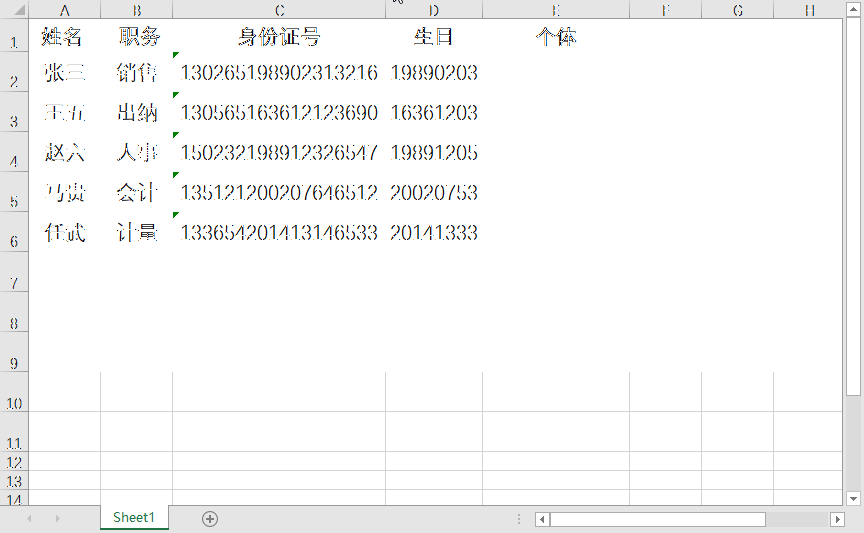 A B C D E F G H
1 姓名 职务 身份证号 生日 个体
2 张三 销售 130265198902313216 19890203
3 王五 出纳 130565163612123690 16361203
4 赵六 人事 150232198912326547 19891205
5 马贵 会计 135121200207646512 20020753
6 任武 计量 133654201413146533 20141333
7
8
9
10
11
12
13
14
Sheet1